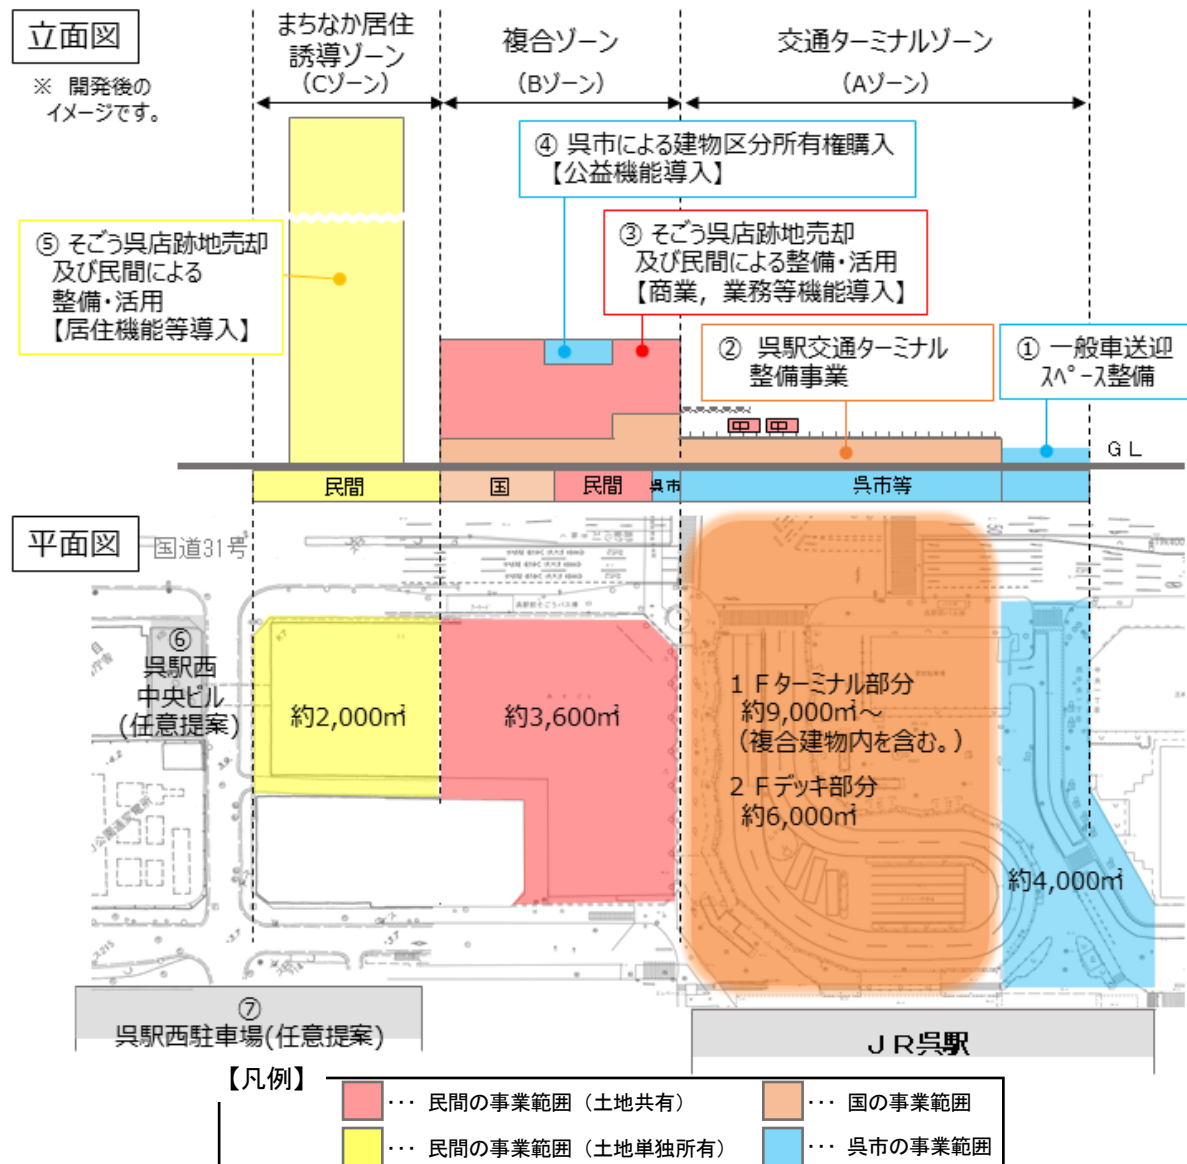 立面図
※ 開発後の
イメージです。
まちなか居住
誘導ゾーン
(Cゾーン)
複合ゾーン
(Bゾーン)
交通ターミナルゾーン
(Aゾーン)
④ 呉市による建物区分所有権購入
【公益機能導入】
⑤ そごう呉店跡地売却
及び民間による
整備・活用
【居住機能等導入】
③ そごう呉店跡地売却
及び民間による整備・活用
【商業，業務等機能導入】
② 呉駅交通ターミナル
整備事業
① 一般車送迎
スペース整備
GL
民間
国
民間
呉市
呉市等
平面図
国道31号
⑥
呉駅西
中央ビル
(任意提案)
約2,000㎡
約3,600㎡
1Fターミナル部分
約9,000㎡～
(複合建物内を含む。)
2Fデッキ部分
約6,000㎡
約4,000㎡
⑦
呉駅西駐車場(任意提案)
JR呉駅
【凡例】
… 民間の事業範囲（土地共有）
… 国の事業範囲
… 民間の事業範囲（土地単独所有）
… 呉市の事業範囲